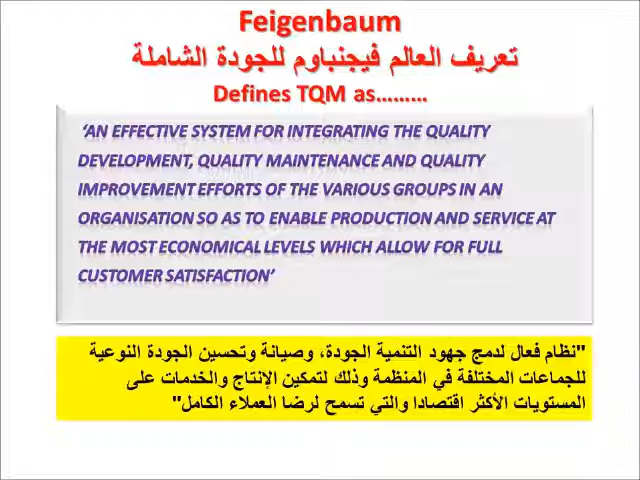 Feigenbaum
تعريف العالم فيجنباوم للجودة الشاملة
Defines TQM as………
‘AN EFFECTIVE SYSTEM FOR INTEGRATING THE QUALITY
DEVELOPMENT, QUALITY MAINTENANCE AND QUALITY
IMPROVEMENT EFFORTS OF THE VARIOUS GROUPS IN AN
ORGANISATION SO AS TO ENABLE PRODUCTION AND SERVICE AT
THE MOST ECONOMICAL LEVELS WHICH ALLOW FOR FULL
CUSTOMER SATISFACTION’
"نظام فعال لدمج جهود التنمية الجودة، وصيانة وتحسين الجودة النوعية
للجماعات المختلفة في المنظمة وذلك لتمكين الإنتاج والخدمات على
المستويات الأكثر اقتصادا والتي تسمح لرضا العملاء الكامل"